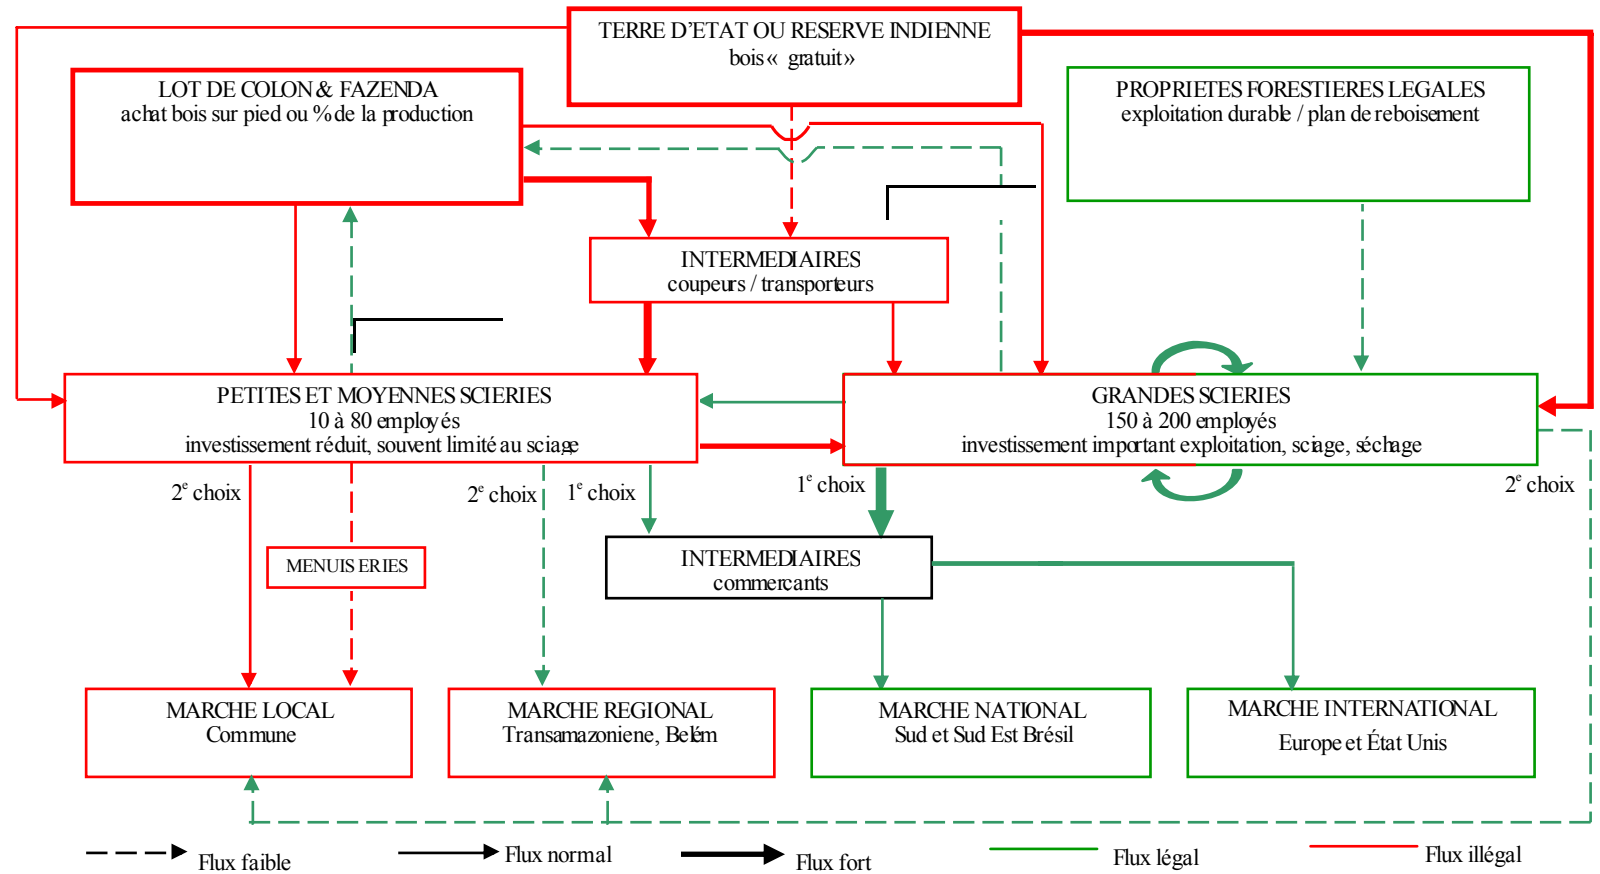 TERRE D'ETAT OU RESERVE INDIENNE
bois « gratuit »
LOT DE COLON & FAZENDA
achat bois sur pied ou % de la production
PROPRIETES FORESTIERES LEGALES
exploitation durable / plan de reboisement
INTERMEDIAIRES
coupeurs / transporteurs
PETITES ET MOYENNES SCIERIES
10 à 80 employés
investissement réduit, souvent limité au sciage
GRANDES SCIERIES
150 à 200 employés
investissement important exploitation, sciage, séchage
2e choix
2e choix
1e choix
1e choix
2e choix
MENUISERIES
INTERMEDIAIRES
commercants
MARCHE LOCAL
Commune
MARCHE REGIONAL
Transamazoniene, Belém
MARCHE NATIONAL
Sud et Sud Est Brésil
MARCHE INTERNATIONAL
Europe et État Unis
Flux faible
Flux normal
Flux fort
Flux légal
Flux illégal